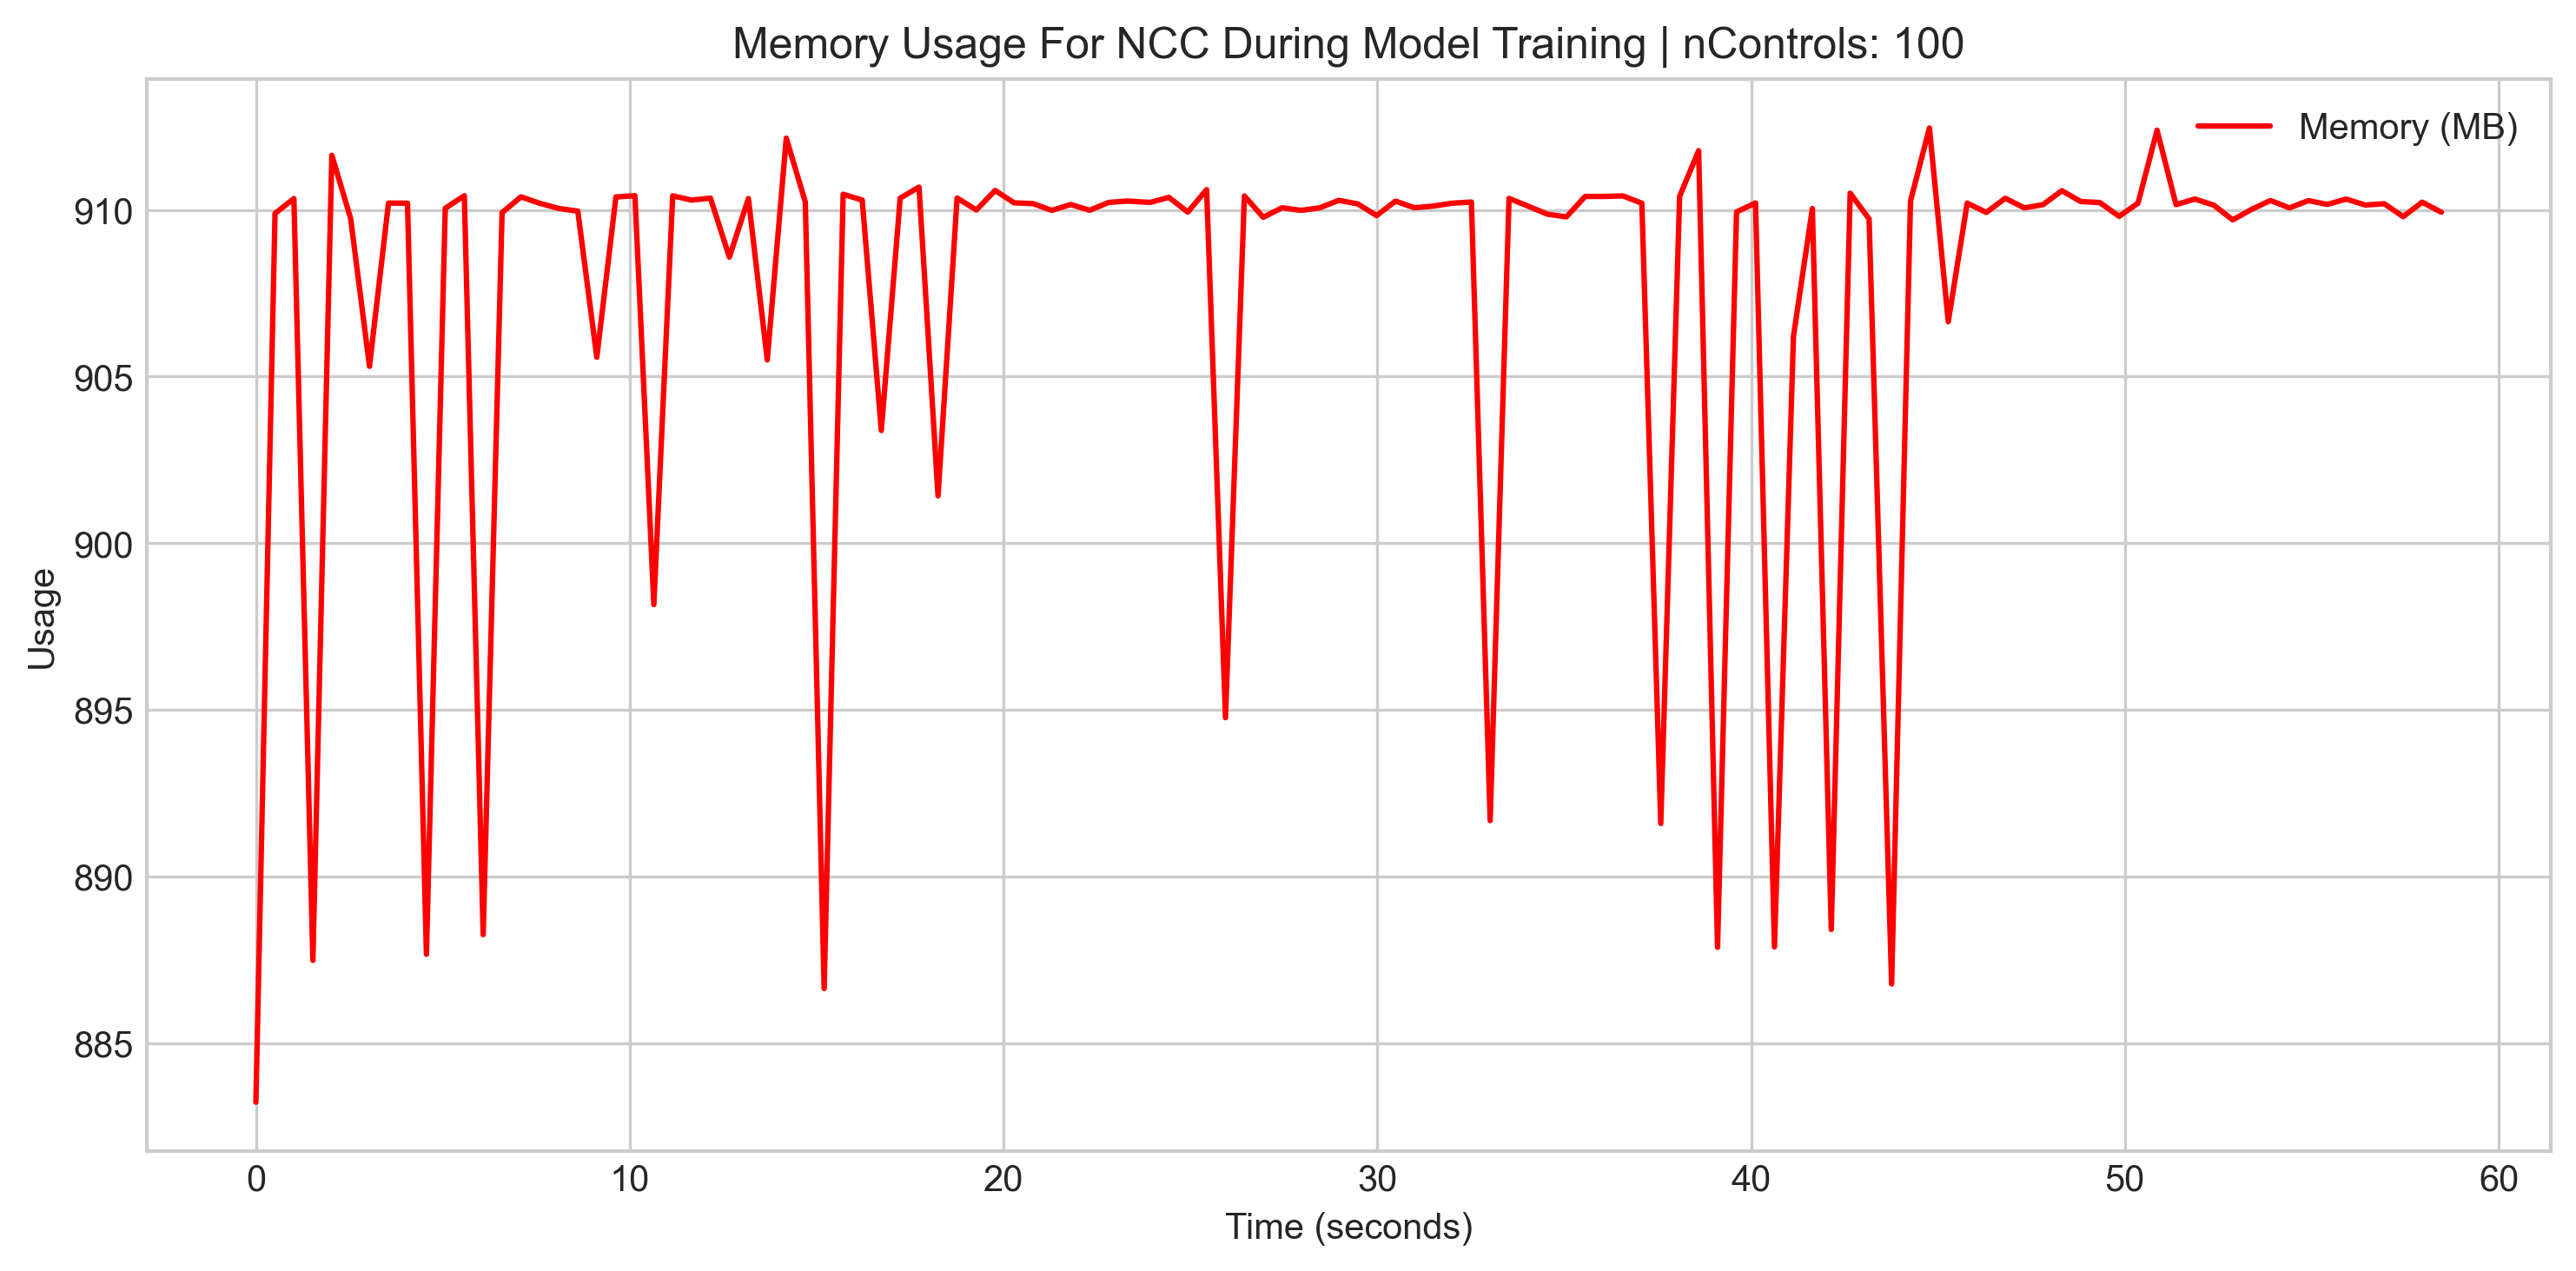 Memory Usage For NCC During Model Training | nControls: 100
Memory (MB)
910
905
900
895
890
885
Usage
0 10 20 30 40 50 60
Time (seconds)